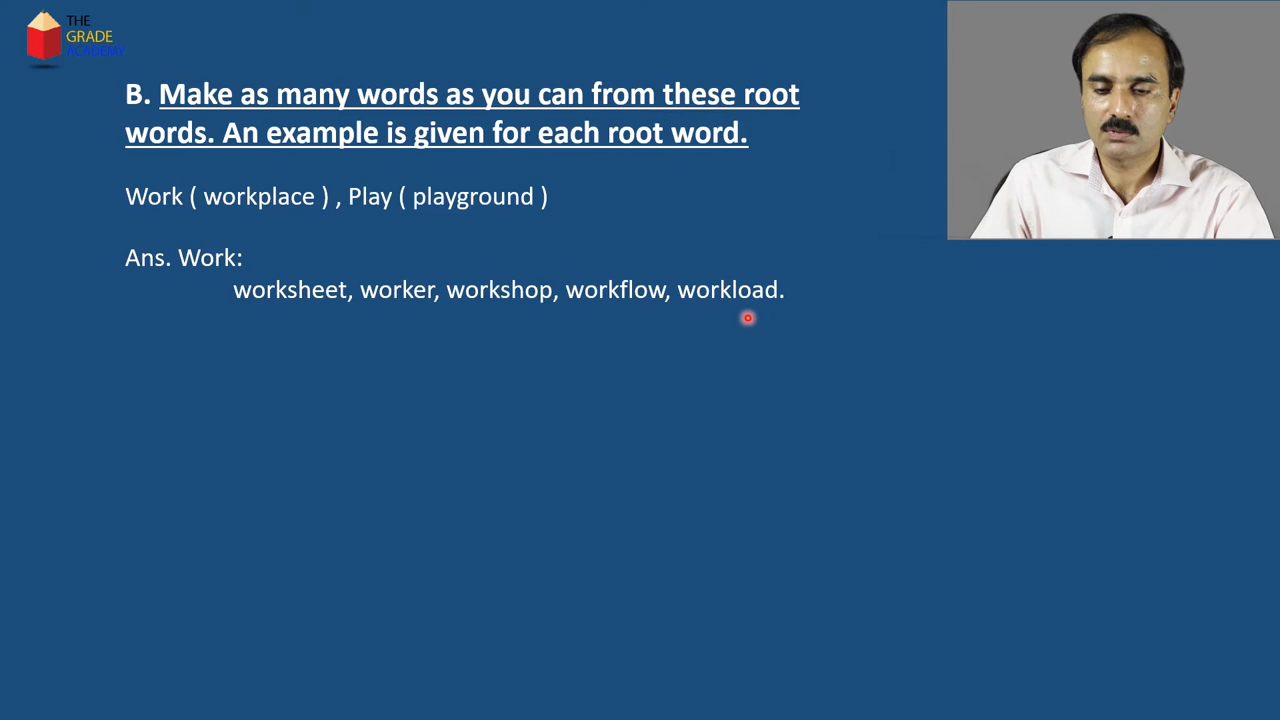 THE
GRADE
ACADEMY
B. Make as many words as you can from these root
words. An example is given for each root word.
Work ( workplace ) , Play ( playground )
Ans. Work:
worksheet, worker, workshop, workflow, workload.